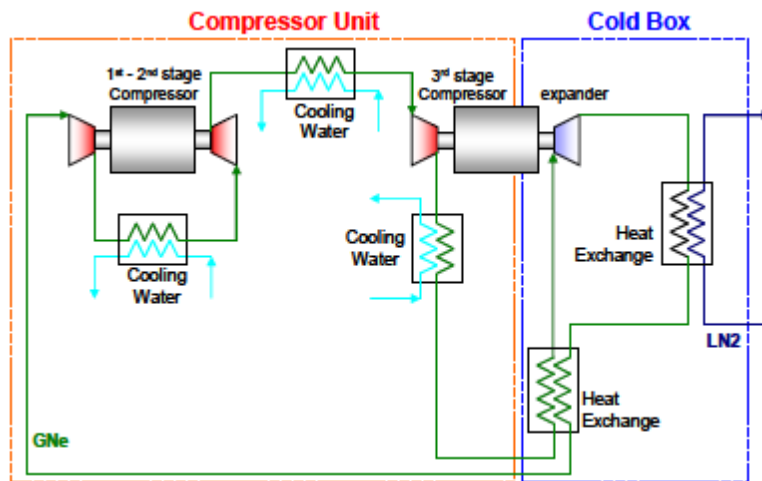 Compressor Unit
Cold Box
1st - 2nd stage
Compressor
Cooling
Water
3rd stage
Compressor
expander
Cooling
Water
Cooling
Water
Heat
Exchange
LN2
Heat
Exchange
GNe